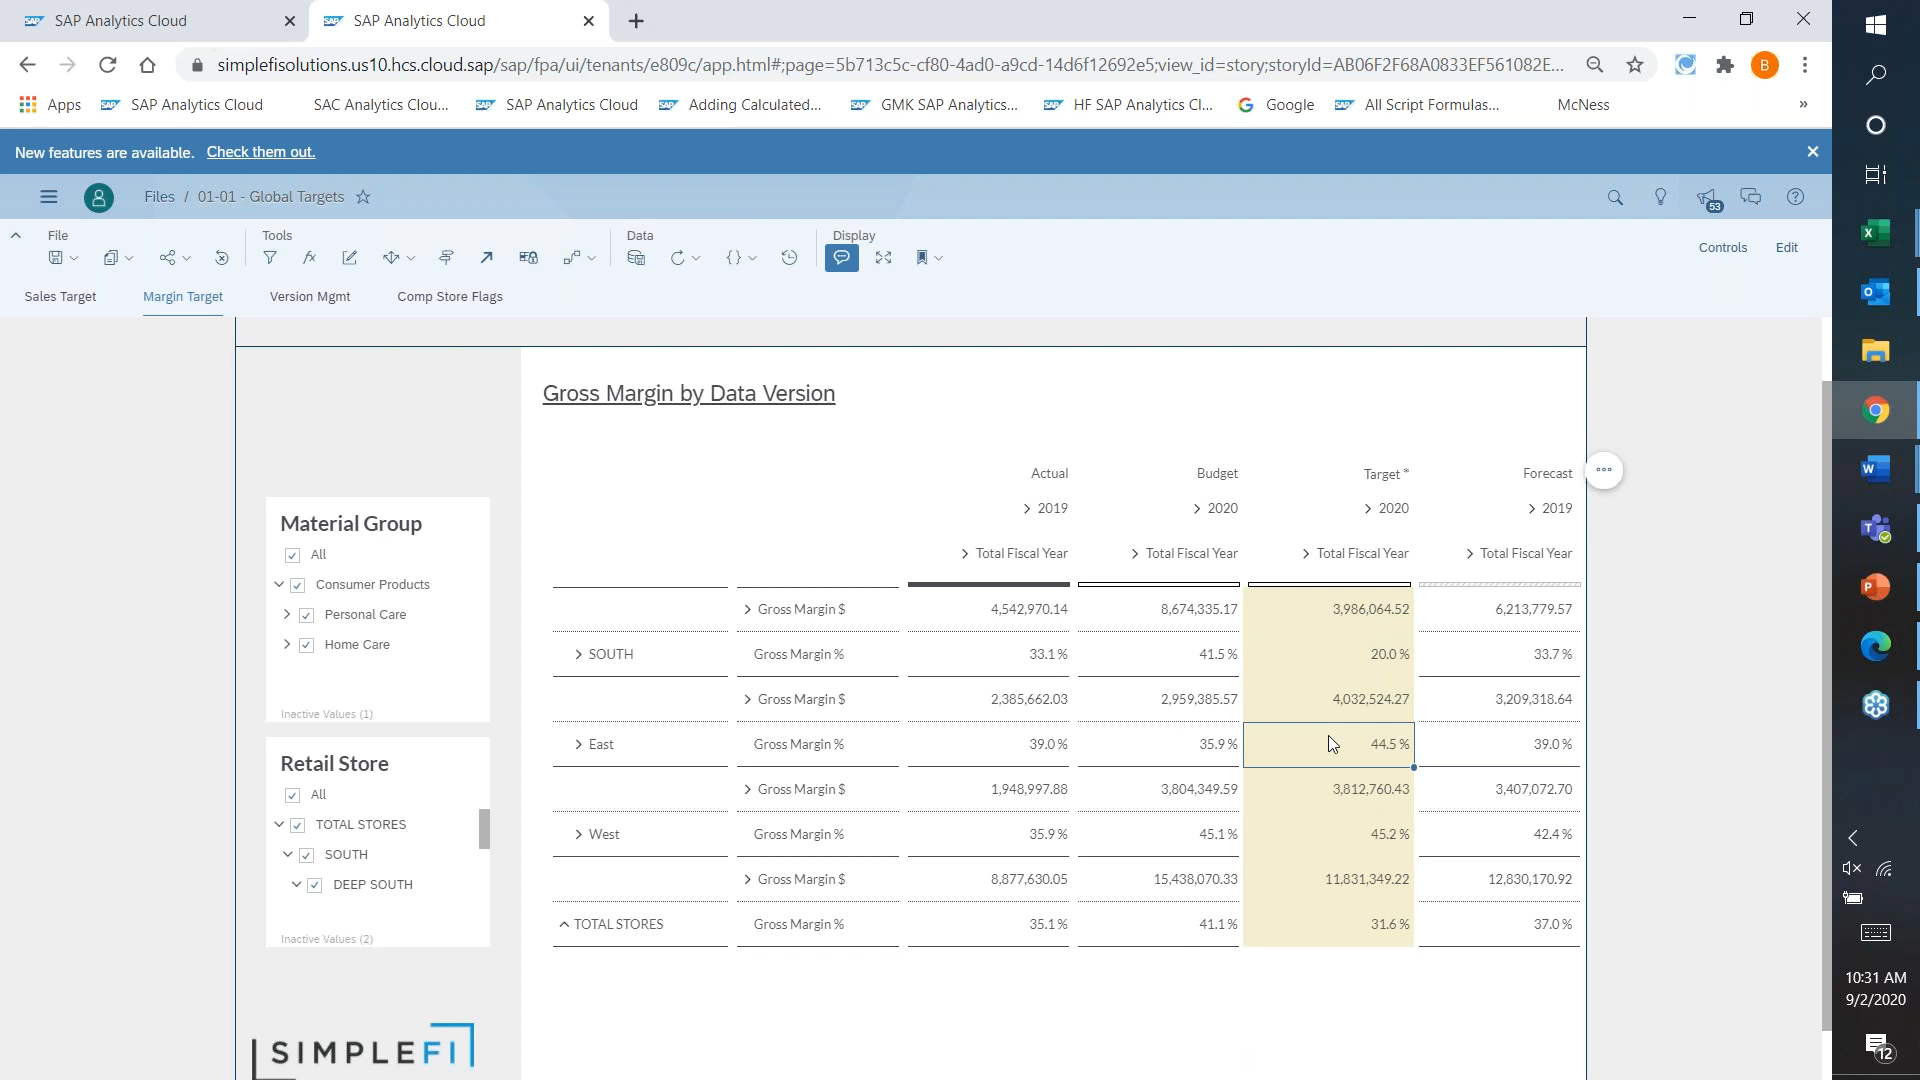 SAP Analytics Cloud
SAP Analytics Cloud
simplefisolutions.us10.hcs.cloud.sap/sap/fpa/ui/tenants/e809c/app.html#;page=5b713c5c-cf80-4ad0-a9cd-14d6f12692e5;view_id=story;storyId=AB06F2F68A0833EF561082E...
B
Apps SAP Analytics Cloud SAC Analytics Clou... SAP Analytics Cloud Adding Calculated... GMK SAP Analytics... HF SAP Analytics Cl... Google All Script Formulas... McNess »
New features are available. Check them out.
Files / 01-01 - Global Targets
53
File Tools Data Display
Controls Edit
Sales Target Margin Target Version Mgmt Comp Store Flags
Gross Margin by Data Version
Actual Budget Target * Forecast
2019 2020 2020 2019
Total Fiscal Year Total Fiscal Year Total Fiscal Year Total Fiscal Year
Gross Margin $ 4,542,970.14 8,674,335.17 3,986,064.52 6,213,779.57
SOUTH Gross Margin % 33.1 % 41.5 % 20.0 % 33.7 %
Gross Margin $ 2,385,662.03 2,959,385.57 4,032,524.27 3,209,318.64
East Gross Margin % 39.0 % 35.9 % 44.5 % 39.0 %
Gross Margin $ 1,948,997.88 3,804,349.59 3,812,760.43 3,407,072.70
West Gross Margin % 35.9 % 45.1 % 45.2 % 42.4 %
Gross Margin $ 8,877,630.05 15,438,070.33 11,831,349.22 12,830,170.92
TOTAL STORES Gross Margin % 35.1 % 41.1 % 31.6 % 37.0 %
Material Group
All
Consumer Products
Personal Care
Home Care
Inactive Values (1)
Retail Store
All
TOTAL STORES
SOUTH
DEEP SOUTH
Inactive Values (2)
SIMPLEFI
10:31 AM
9/2/2020
12